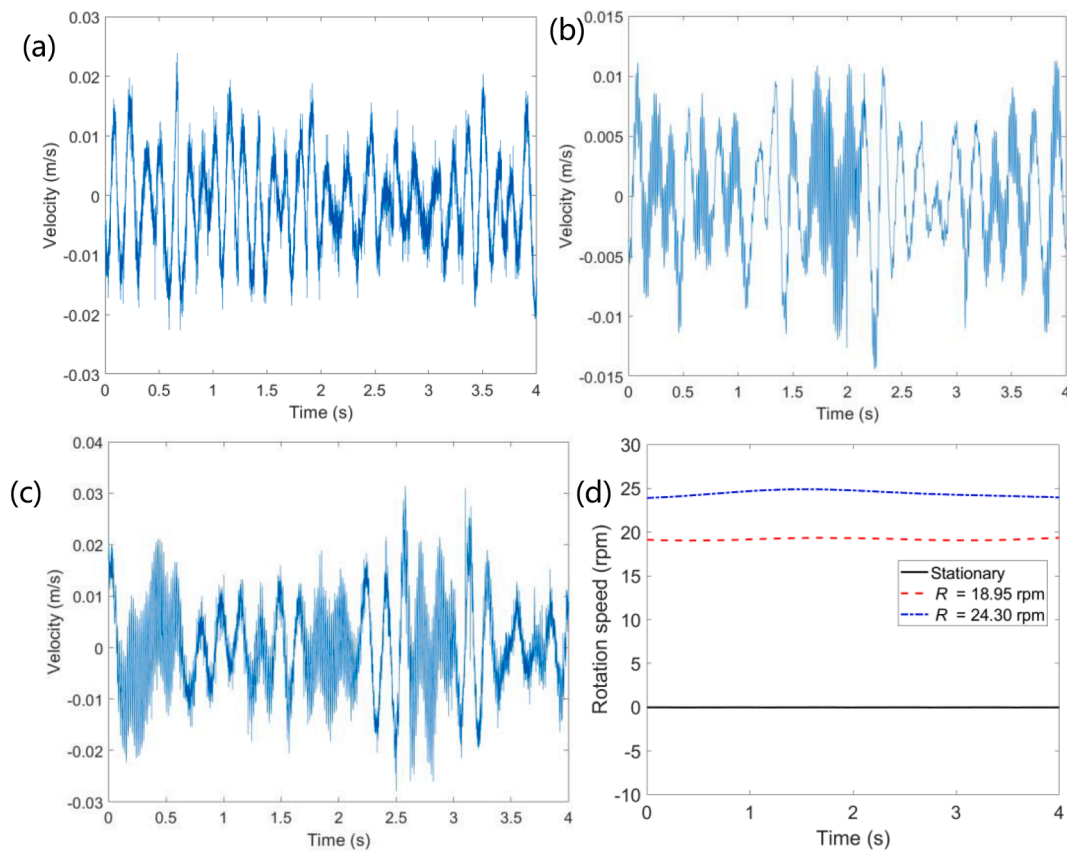 (a)
0.03
0.02
0.01
0
-0.01
-0.02
-0.03
Velocity (m/s)
0 0.5 1 1.5 2 2.5 3 3.5 4
Time (s)
(b)
0.015
0.01
0.005
0
-0.005
-0.01
-0.015
Velocity (m/s)
0 0.5 1 1.5 2 2.5 3 3.5 4
Time (s)
(c)
0.04
0.03
0.02
0.01
0
-0.01
-0.02
-0.03
Velocity (m/s)
0 0.5 1 1.5 2 2.5 3 3.5 4
Time (s)
(d)
30
25
20
15
10
5
0
-5
-10
Rotation speed (rpm)
Stationary
R = 18.95 rpm
R = 24.30 rpm
0 1 2 3 4
Time (s)